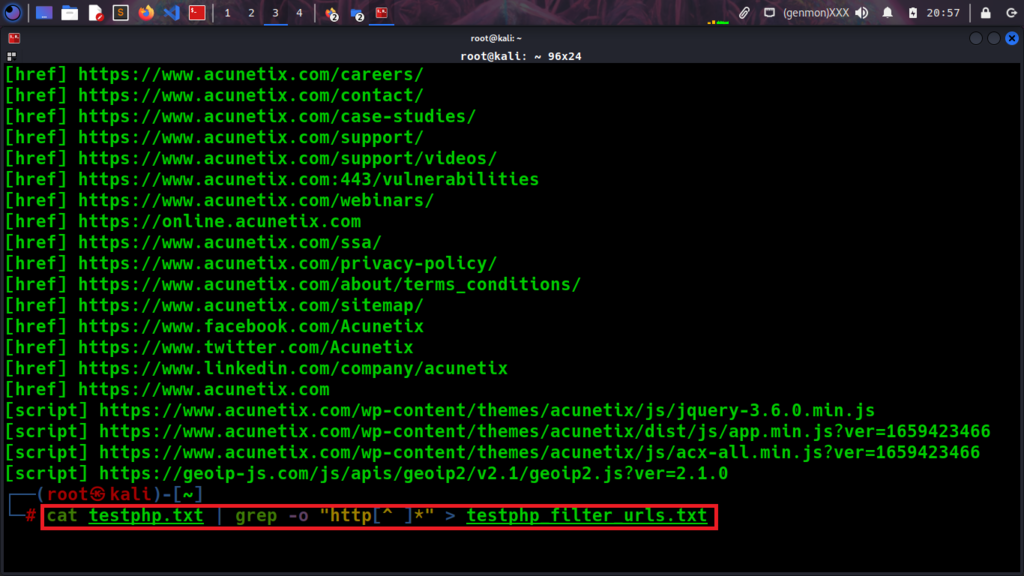 1 2 3 4 2 2 (genmon)XXX 20:57
root@kali: ~
root@kali: ~ 96x24
[href] https://www.acunetix.com/careers/
[href] https://www.acunetix.com/contact/
[href] https://www.acunetix.com/case-studies/
[href] https://www.acunetix.com/support/
[href] https://www.acunetix.com/support/videos/
[href] https://www.acunetix.com:443/vulnerabilities
[href] https://www.acunetix.com/webinars/
[href] https://online.acunetix.com
[href] https://www.acunetix.com/ssa/
[href] https://www.acunetix.com/privacy-policy/
[href] https://www.acunetix.com/about/terms_conditions/
[href] https://www.acunetix.com/sitemap/
[href] https://www.facebook.com/Acunetix
[href] https://www.twitter.com/Acunetix
[href] https://www.linkedin.com/company/acunetix
[href] https://www.acunetix.com
[script] https://www.acunetix.com/wp-content/themes/acunetix/js/jquery-3.6.0.min.js
[script] https://www.acunetix.com/wp-content/themes/acunetix/dist/js/app.min.js?ver=1659423466
[script] https://www.acunetix.com/wp-content/themes/acunetix/js/acx-all.min.js?ver=1659423466
[script] https://geoip-js.com/js/apis/geoip2/v2.1/geoip2.js?ver=2.1.0
┌──(root㉿kali)-[~]
└─# cat testphp.txt | grep -o "http[^ ]*" > testphp_filter_urls.txt